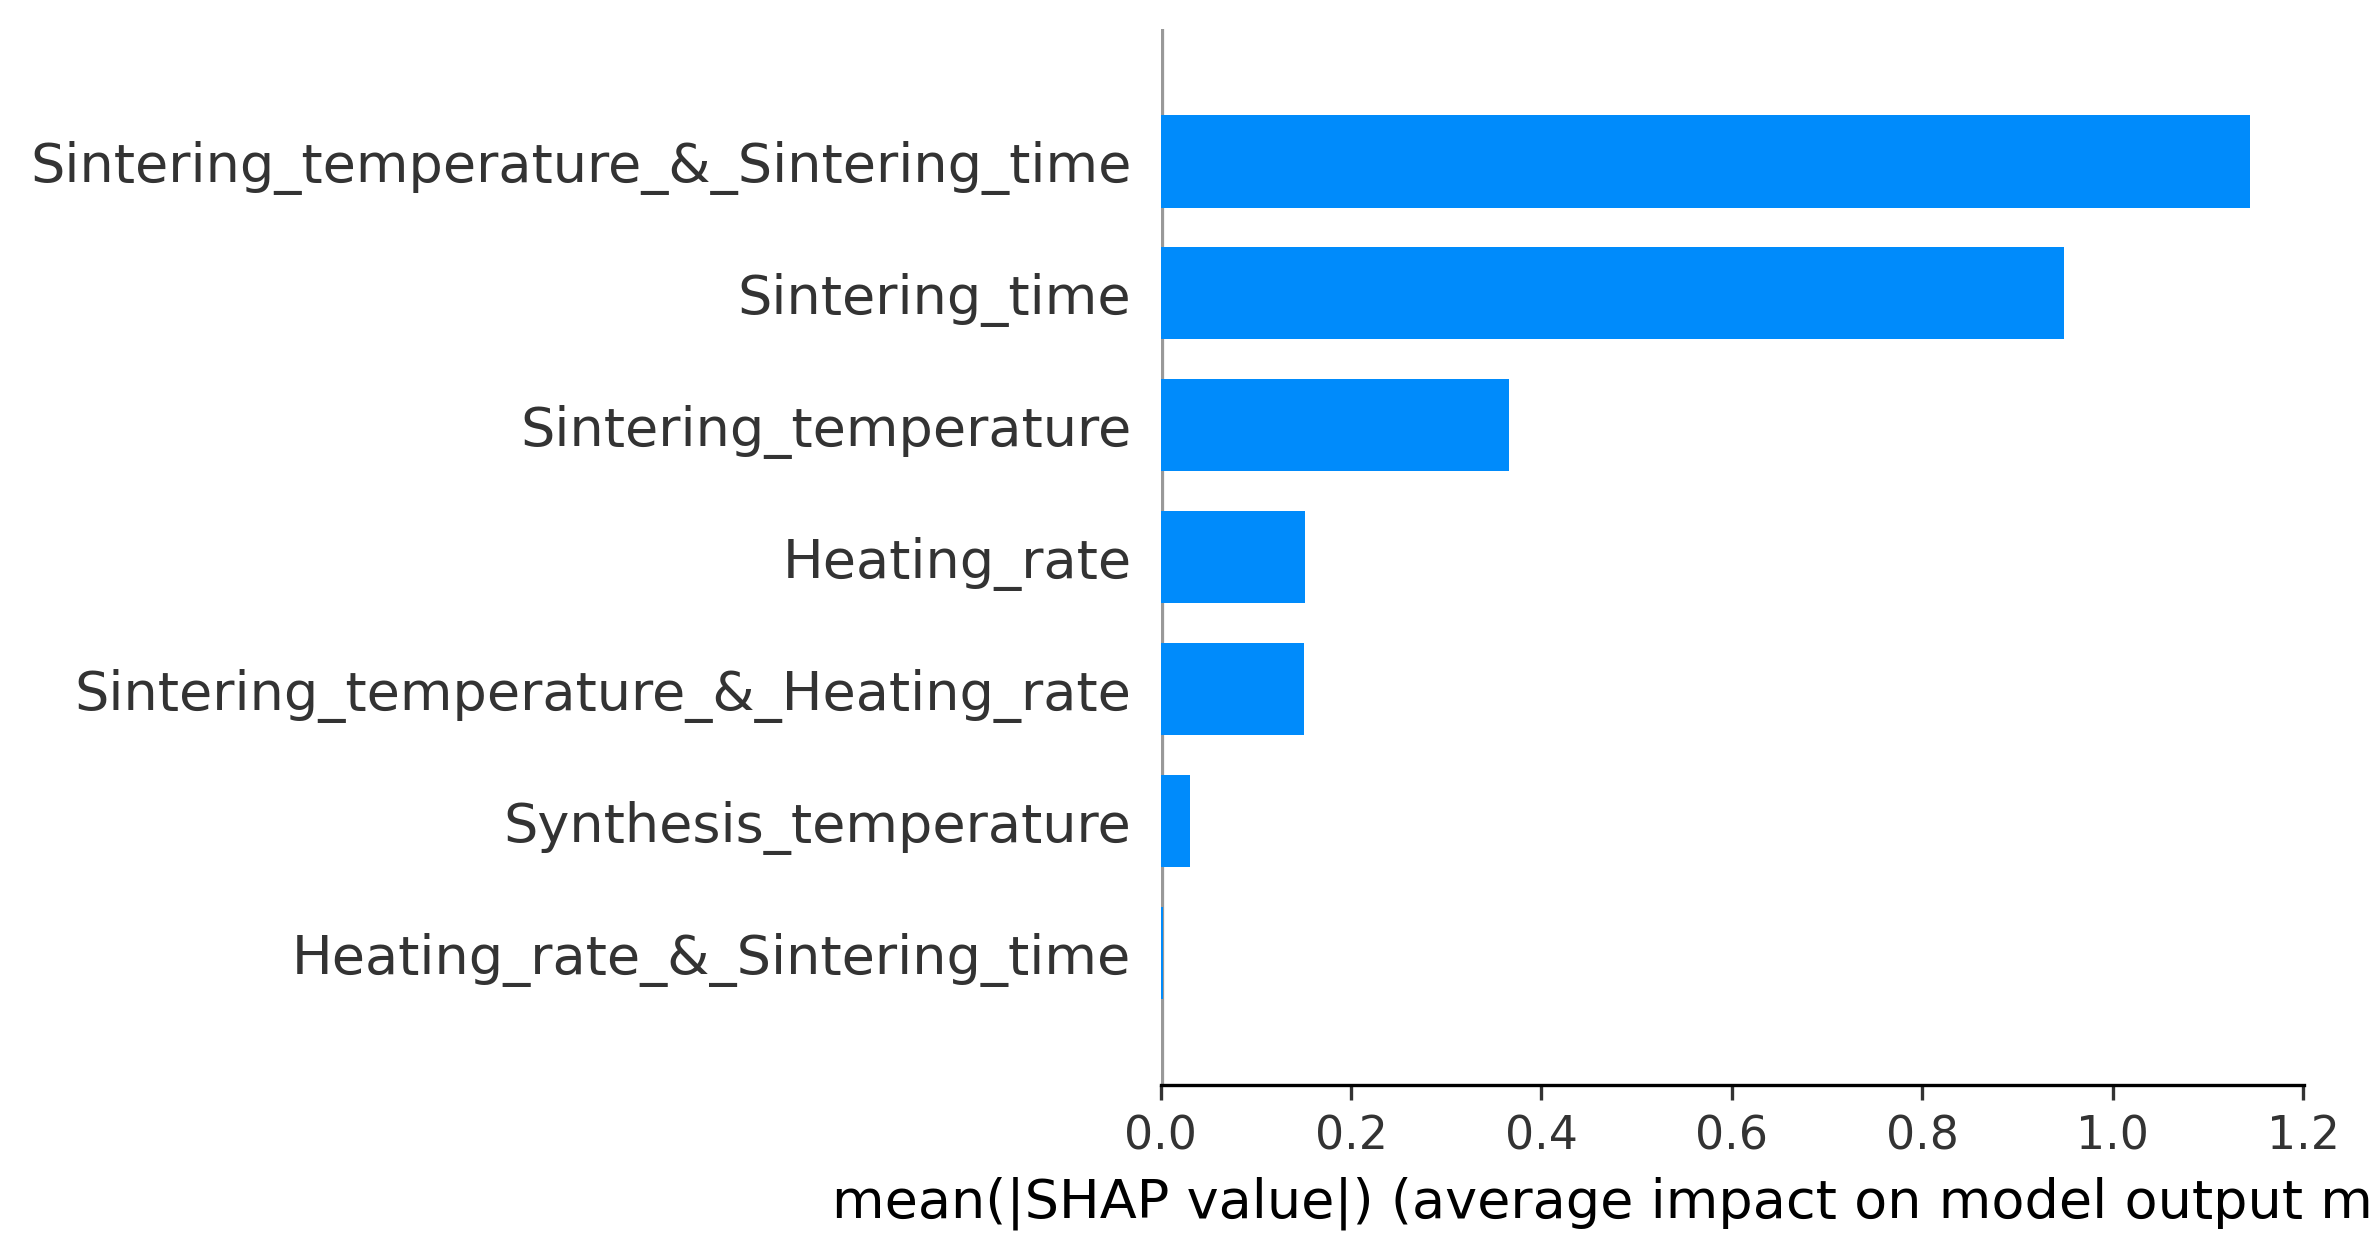 Sintering_temperature_&_Sintering_time
Sintering_time
Sintering_temperature
Heating_rate
Sintering_temperature_&_Heating_rate
Synthesis_temperature
Heating_rate_&_Sintering_time
0.0 0.2 0.4 0.6 0.8 1.0 1.2
mean(|SHAP value|) (average impact on model output m